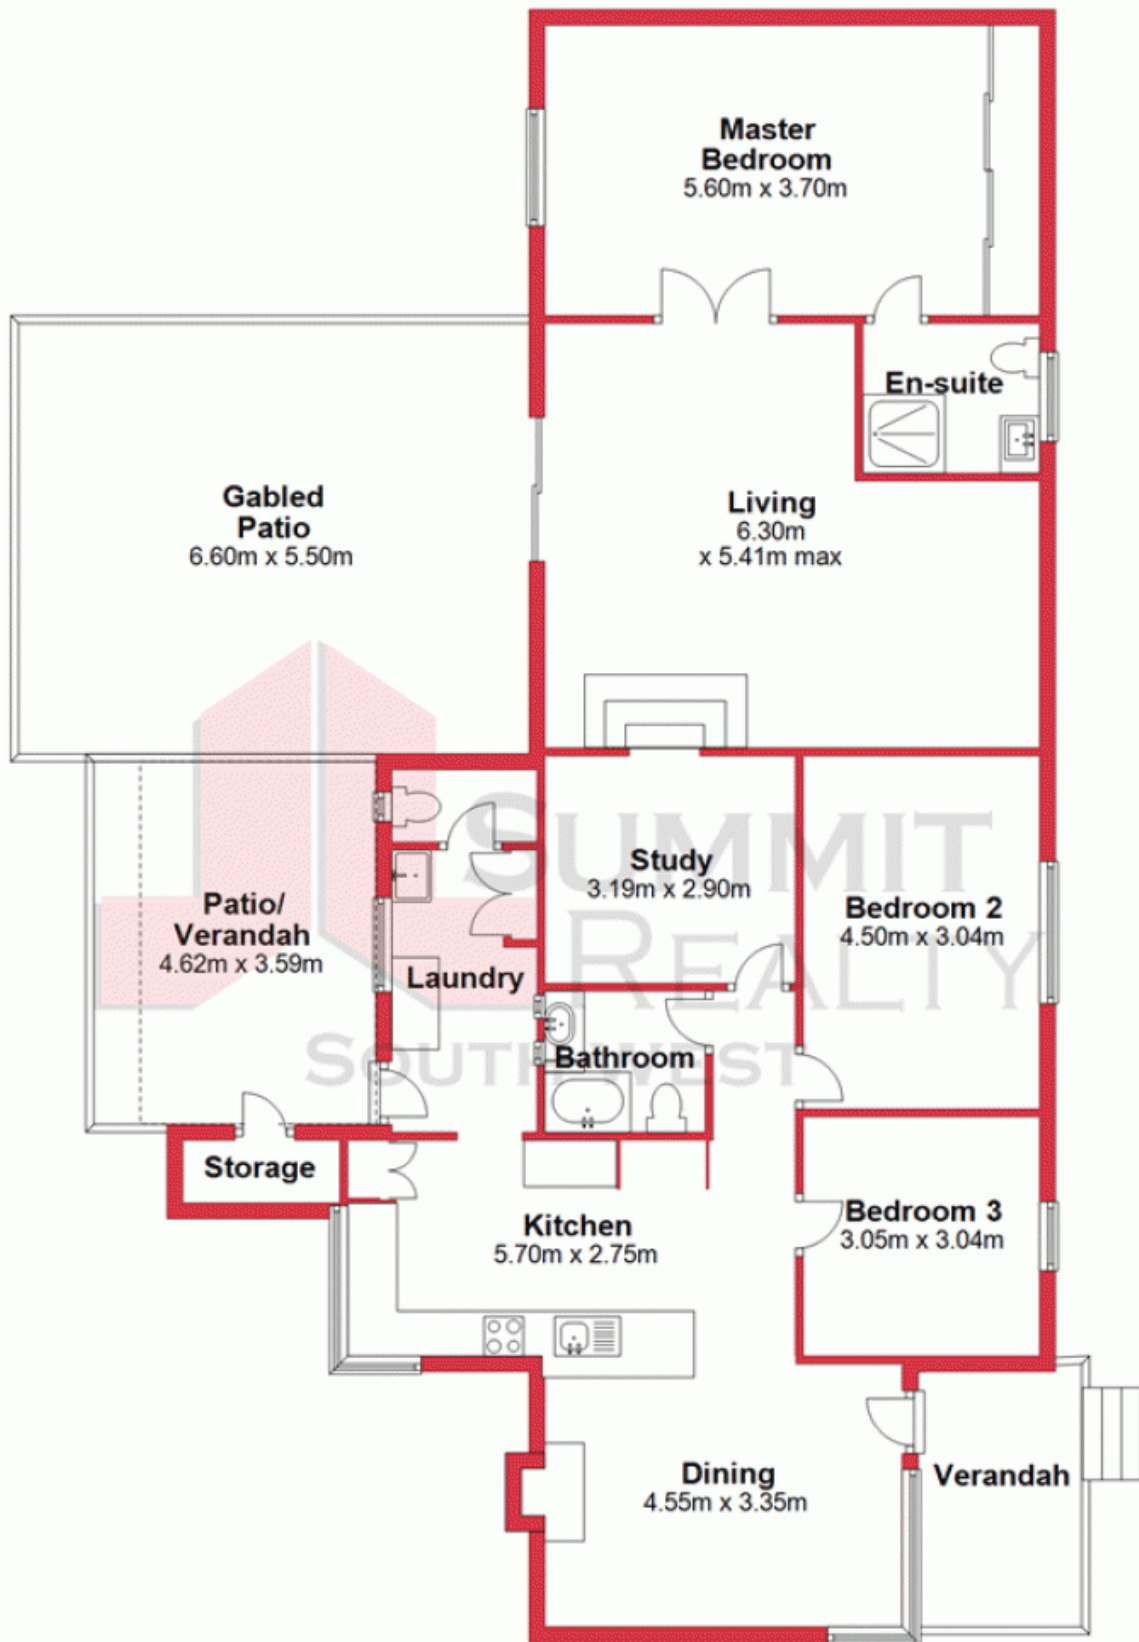 Master
Bedroom
5.60m x 3.70m
En-suite
Gabled
Patio
6.60m x 5.50m
Living
6.30m
x 5.41m max
Study
3.19m x 2.90m
Bedroom 2
4.50m x 3.04m
Patio/
Verandah
4.62m x 3.59m
Laundry
Bathroom
Storage
Kitchen
5.70m x 2.75m
Bedroom 3
3.05m x 3.04m
Dining
4.55m x 3.35m
Verandah
SUMMIT
REALTY
SOUTH WEST